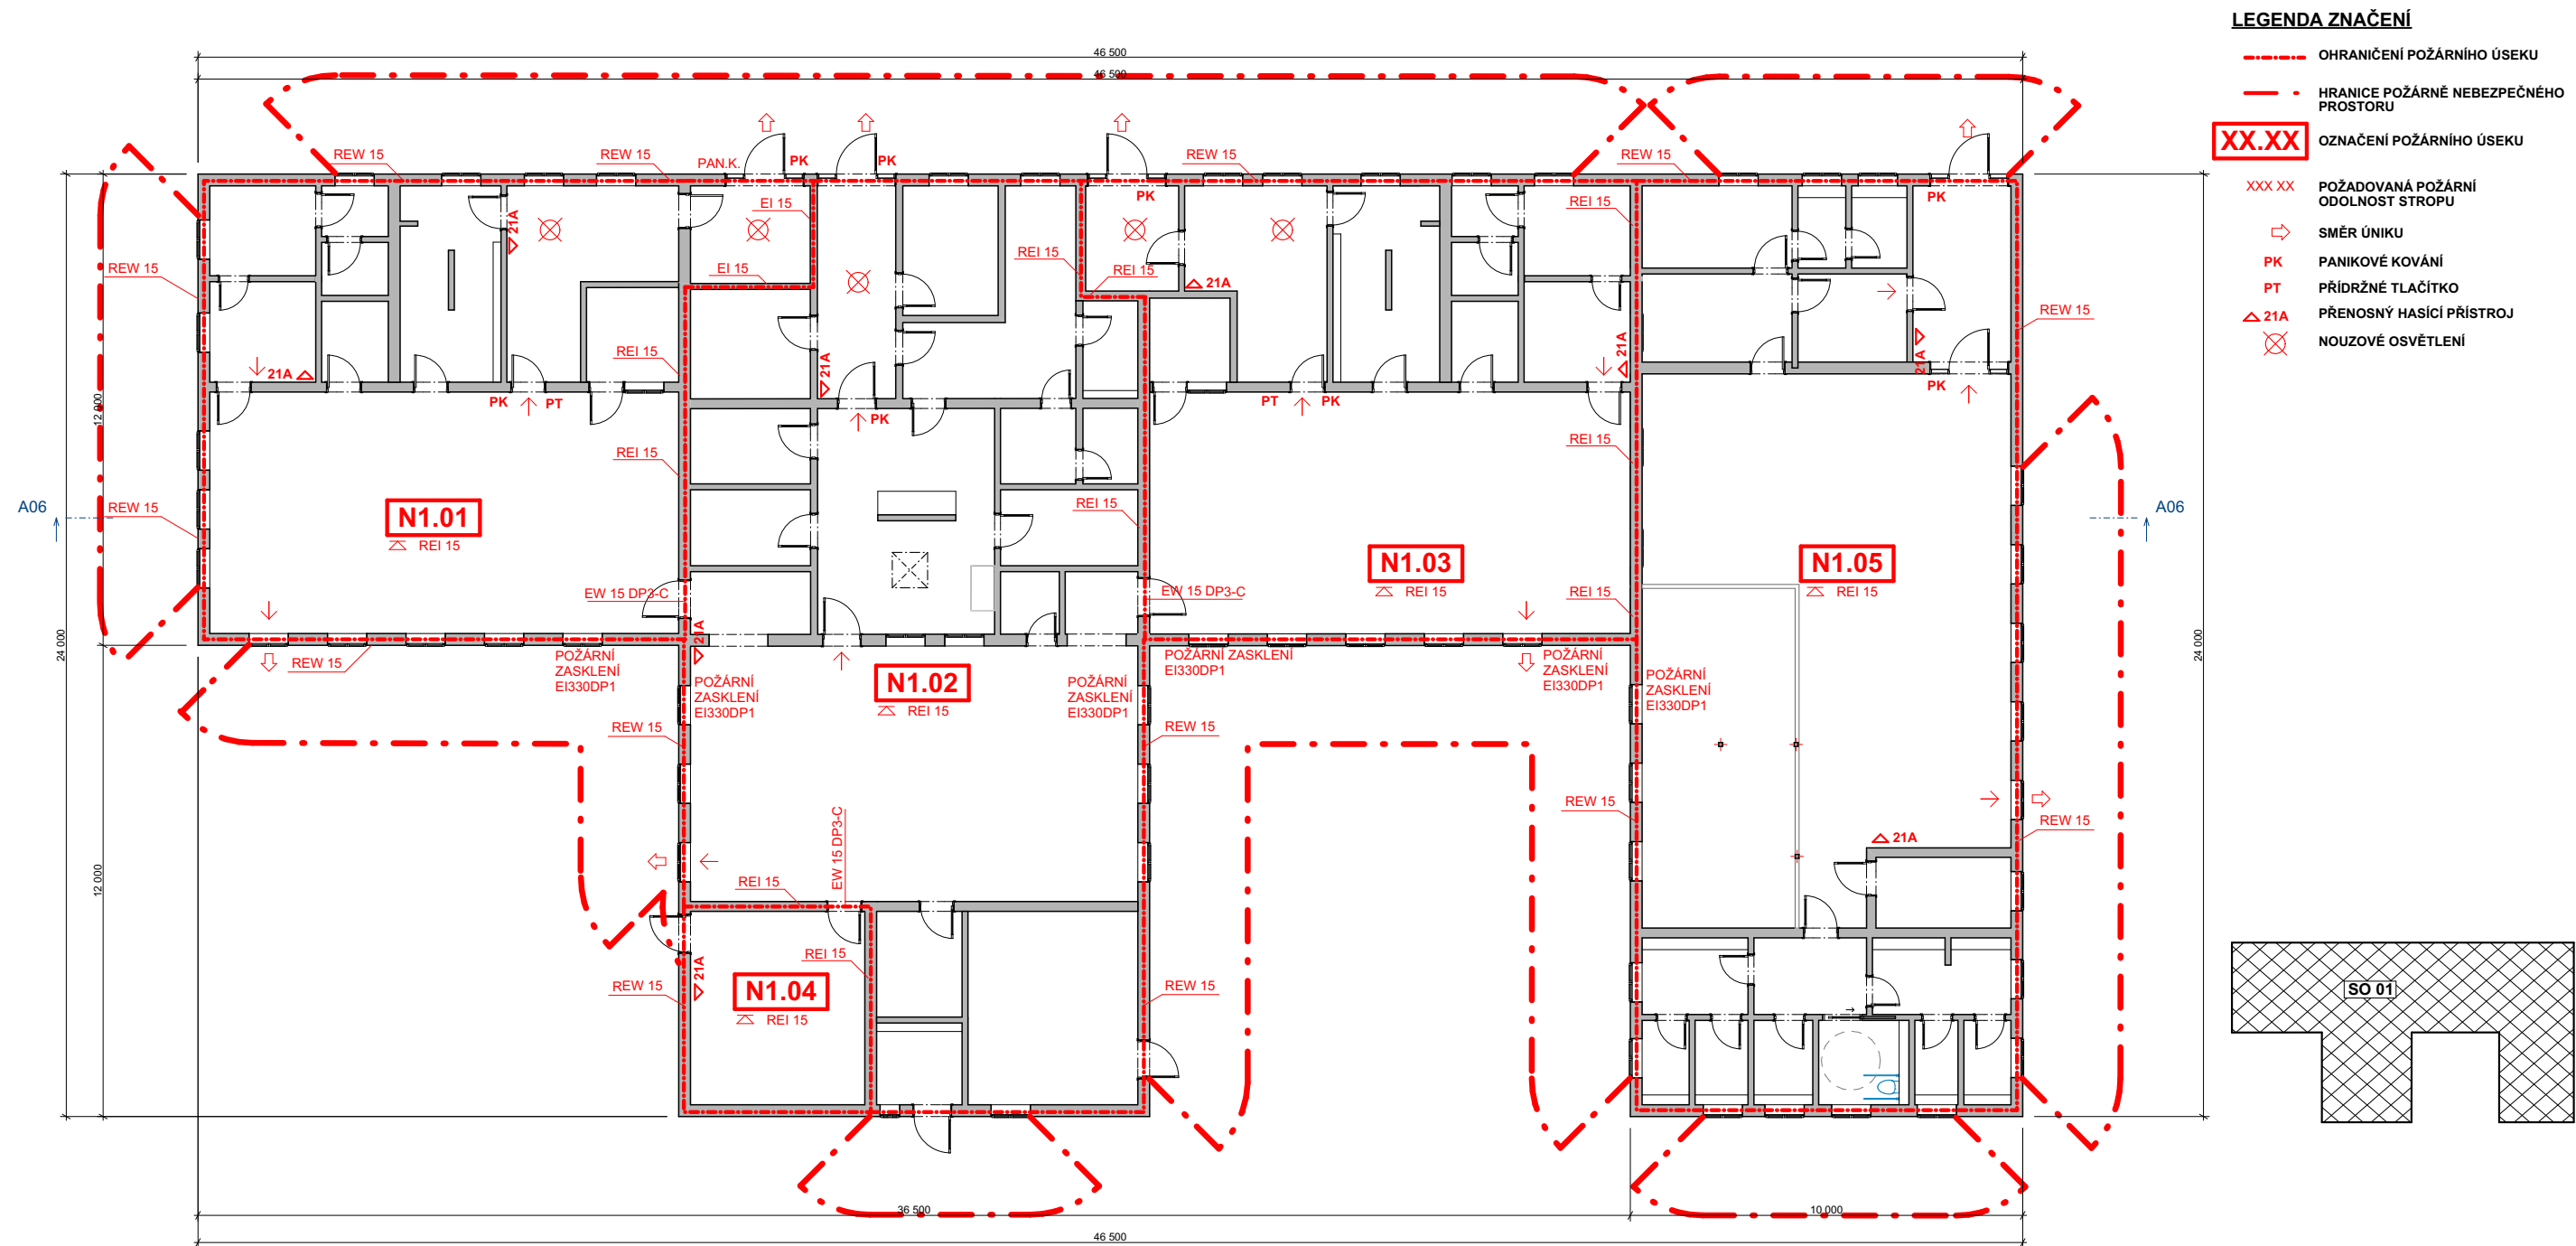 LEGENDA ZNAČENÍ
OHRANIČENÍ POŽÁRNÍHO ÚSEKU
HRANICE POŽÁRNĚ NEBEZPEČNÉHO
PROSTORU
XX.XX
OZNAČENÍ POŽÁRNÍHO ÚSEKU
XXX XX
POŽADOVANÁ POŽÁRNÍ
ODOLNOST STROPU
SMĚR ÚNIKU
PK
PANIKOVÉ KOVÁNÍ
PT
PŘÍDRŽNÉ TLAČÍTKO
21A
PŘENOSNÝ HASÍCÍ PŘÍSTROJ
NOUZOVÉ OSVĚTLENÍ
46 500
46 500
REW 15
REW 15
PAN.K.
PK
PK
REW 15
REW 15
PK
PK
EI 15
REI 15
21A
REI 15
EI 15
REI 15
21A
REW 15
REW 15
REI 15
21A
21A
21A
21A
PK
PT
PK
PT
PK
PK
12 000
REI 15
REI 15
A06
REW 15
N1.01
REI 15
REI 15
A06
N1.03
REI 15
N1.05
REI 15
EW 15 DP3-C
EW 15 DP3-C
REI 15
24 000
24 000
REW 15
21A
POŽÁRNÍ
ZASKLENÍ
EI330DP1
POŽÁRNÍ
ZASKLENÍ
EI330DP1
N1.02
REI 15
POŽÁRNÍ
ZASKLENÍ
EI330DP1
POŽÁRNÍ ZASKLENÍ
EI330DP1
POŽÁRNÍ
ZASKLENÍ
EI330DP1
POŽÁRNÍ
ZASKLENÍ
EI330DP1
REW 15
REW 15
REW 15
REW 15
EW 15 DP3-C
21A
12 000
REI 15
REI 15
21A
REW 15
N1.04
REI 15
REW 15
SO 01
36 500
10 000
46 500